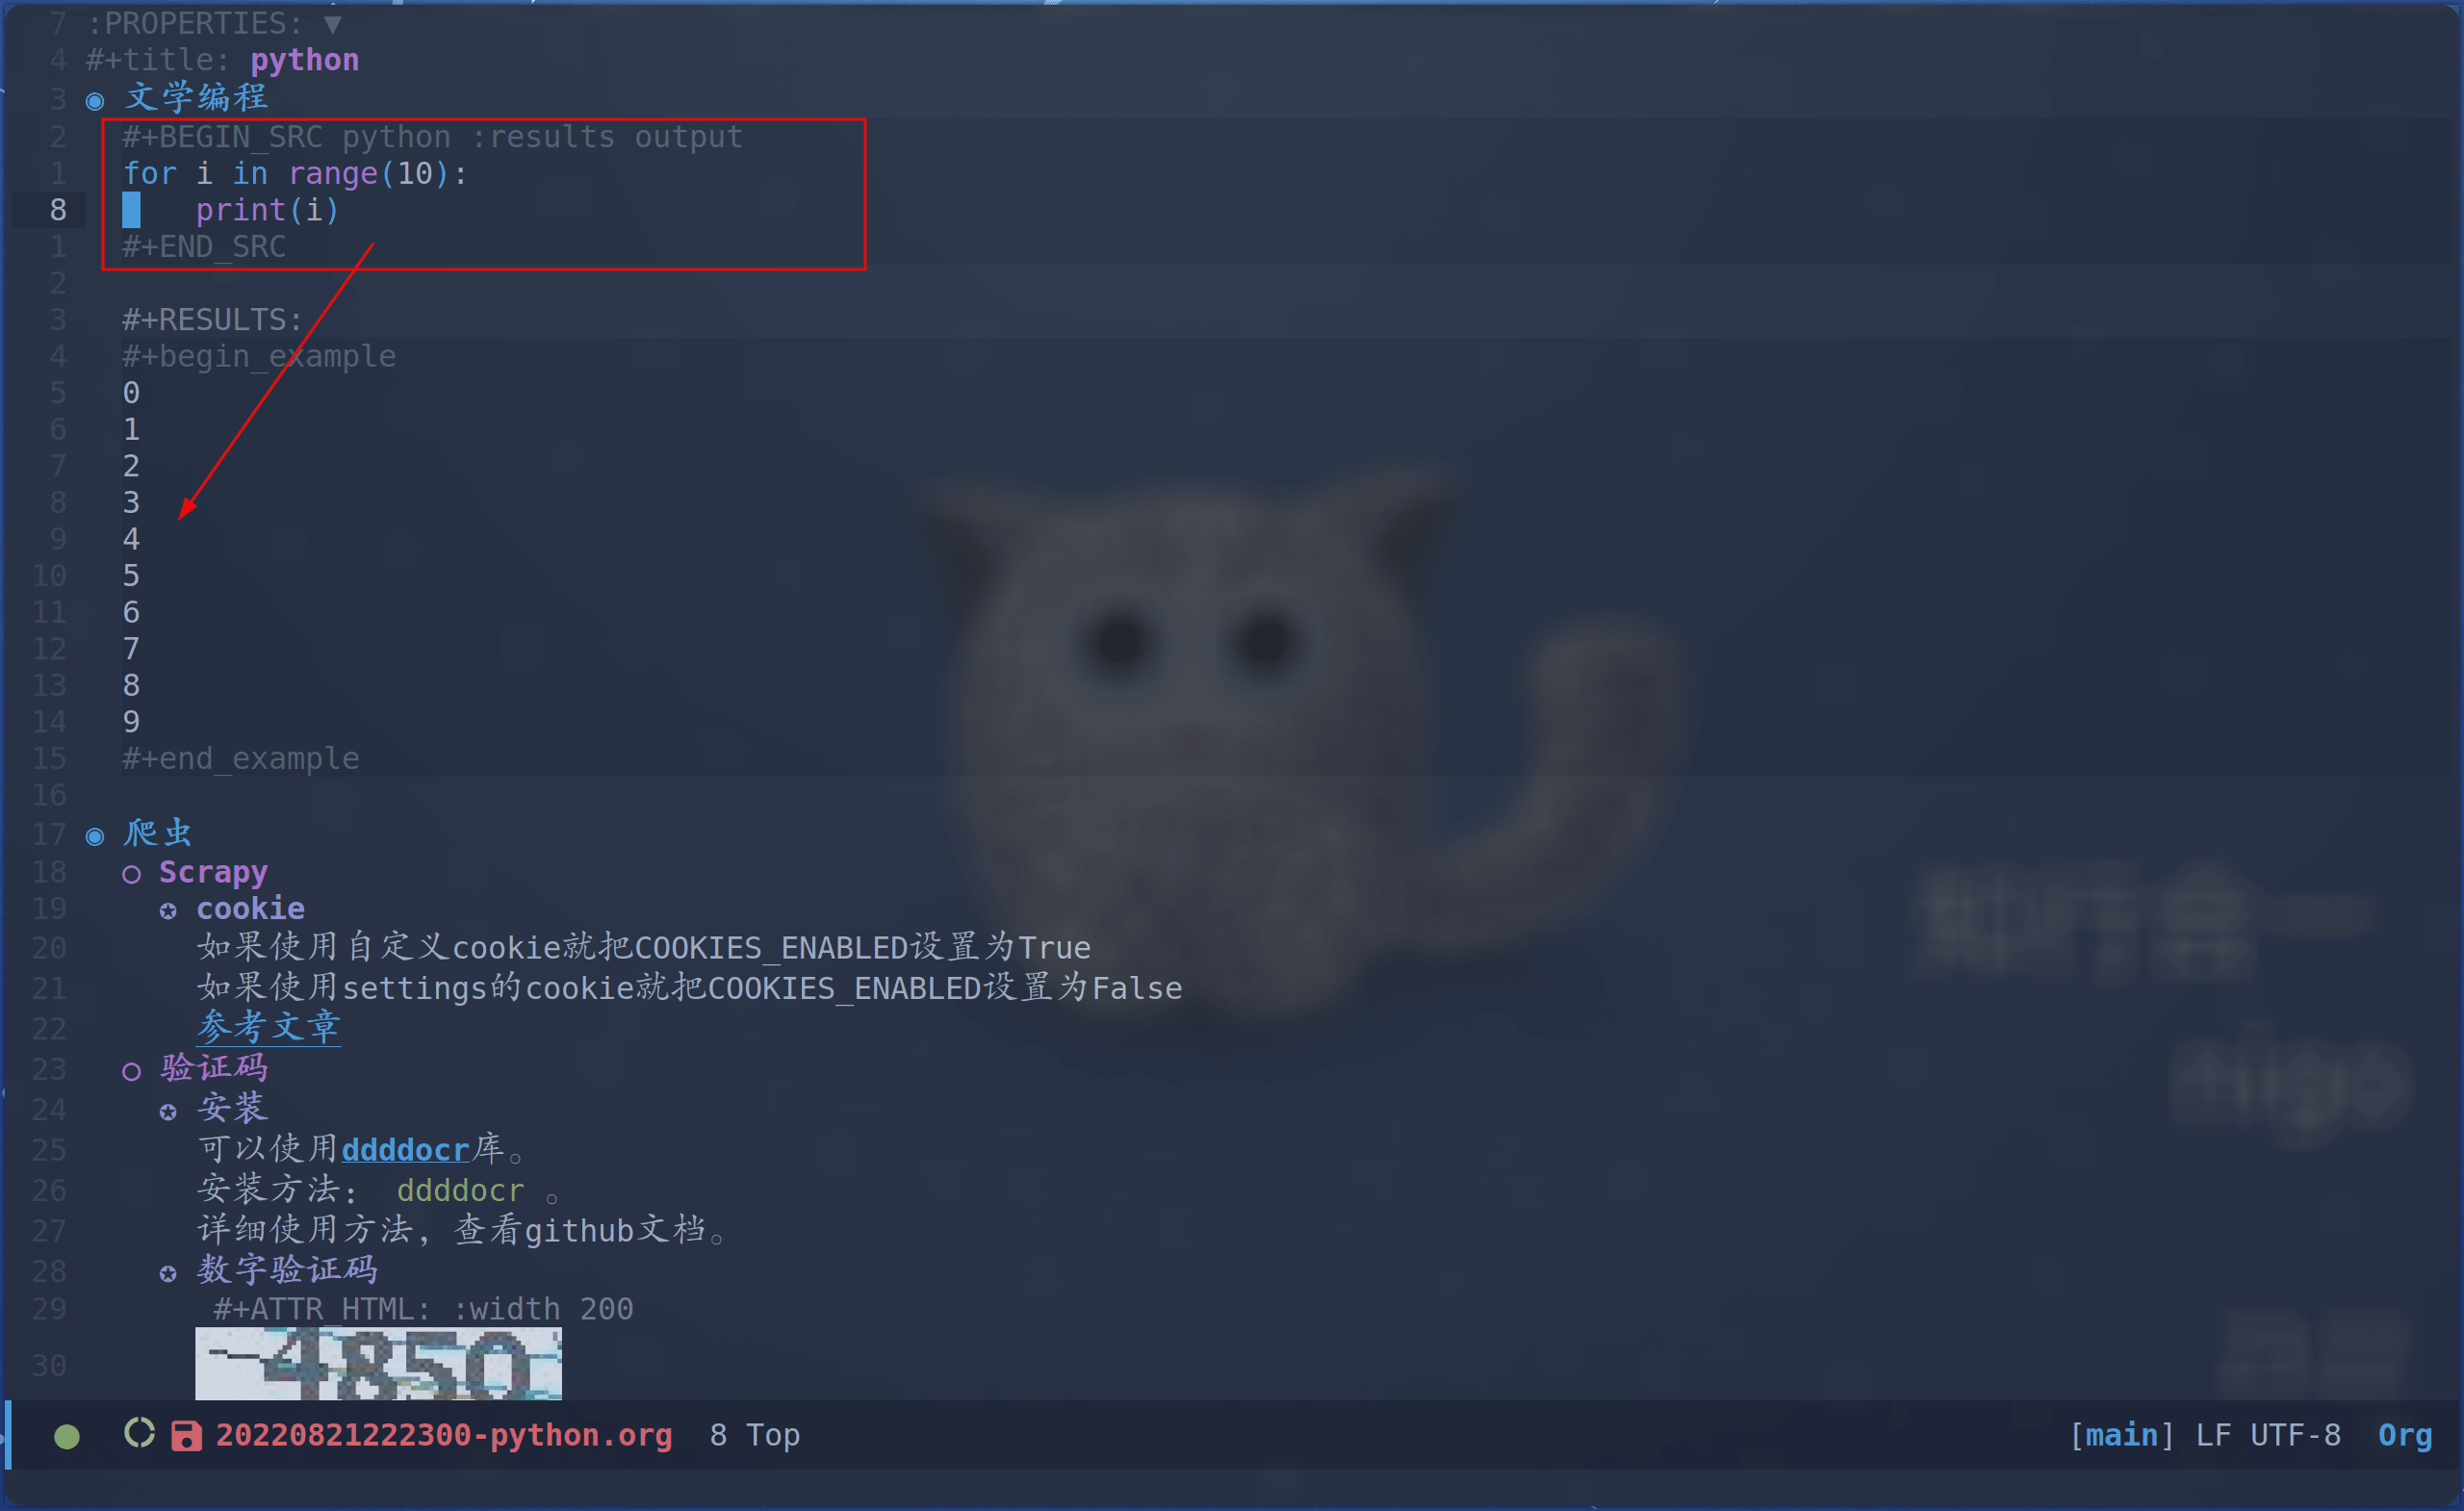 7 :PROPERTIES: ▼
4 #+title: python
3 ◉ 文学编程
2 #+BEGIN_SRC python :results output
1 for i in range(10):
8     print(i)
1 #+END_SRC
2
3 #+RESULTS:
4 #+begin_example
5 0
6 1
7 2
8 3
9 4
10 5
11 6
12 7
13 8
14 9
15 #+end_example
16
17 ◉ 爬虫
18 ○ Scrapy
19 ✪ cookie
20 如果使用自定义cookie就把COOKIES_ENABLED设置为True
21 如果使用settings的cookie就把COOKIES_ENABLED设置为False
22 参考文章
23 ○ 验证码
24 ✪ 安装
25 可以使用ddddocr库。
26 安装方法： ddddocr 。
27 详细使用方法，查看github文档。
28 ✪ 数字验证码
29 #+ATTR_HTML: :width 200
30 4850
20220821222300-python.org 8 Top [main] LF UTF-8 Org